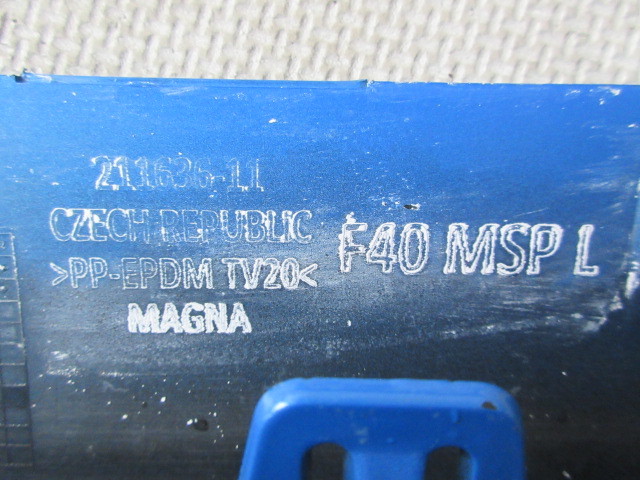 211636-11
CZECH REPUBLIC
>PP-EPDM TV20<
MAGNA
F40 MSP L